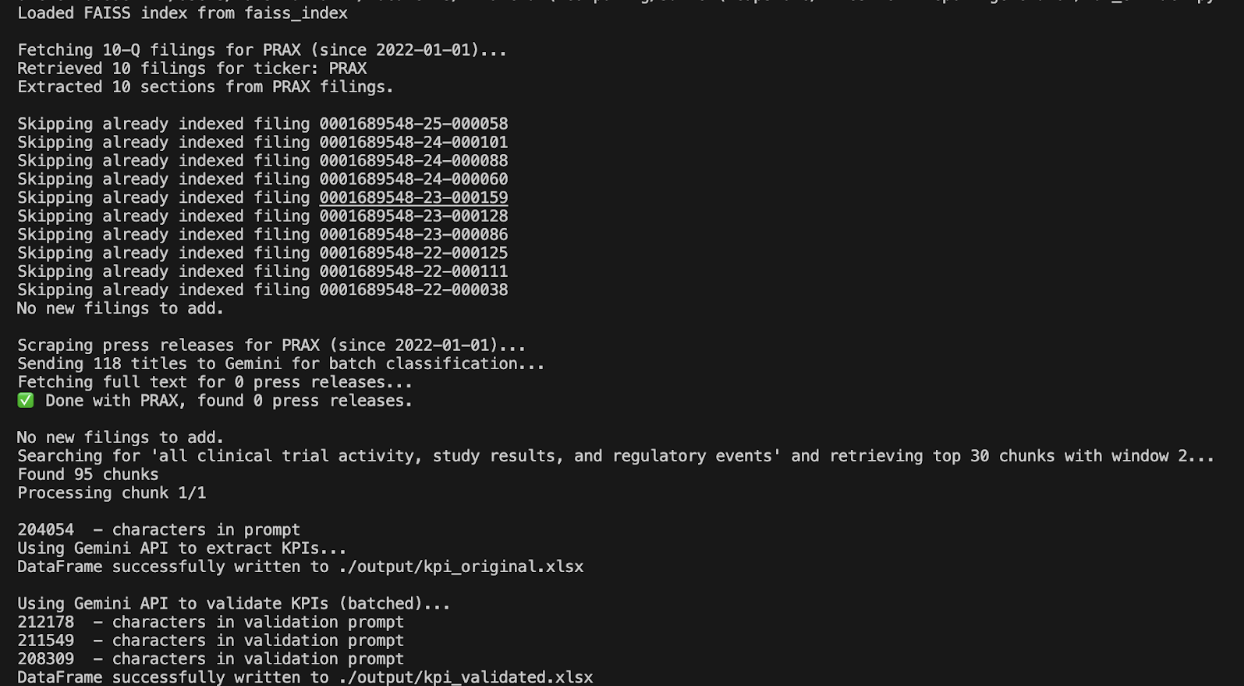 Loaded FAISS index from faiss_index
Fetching 10-Q filings for PRAX (since 2022-01-01)...
Retrieved 10 filings for ticker: PRAX
Extracted 10 sections from PRAX filings.
Skipping already indexed filing 0001689548-25-000058
Skipping already indexed filing 0001689548-24-000101
Skipping already indexed filing 0001689548-24-000088
Skipping already indexed filing 0001689548-24-000060
Skipping already indexed filing 0001689548-23-000159
Skipping already indexed filing 0001689548-23-000128
Skipping already indexed filing 0001689548-23-000086
Skipping already indexed filing 0001689548-22-000125
Skipping already indexed filing 0001689548-22-000111
Skipping already indexed filing 0001689548-22-000038
No new filings to add.
Scraping press releases for PRAX (since 2022-01-01)...
Sending 118 titles to Gemini for batch classification...
Fetching full text for 0 press releases...
✅ Done with PRAX, found 0 press releases.
No new filings to add.
Searching for 'all clinical trial activity, study results, and regulatory events' and retrieving top 30 chunks with window 2...
Found 95 chunks
Processing chunk 1/1
204054  – characters in prompt
Using Gemini API to extract KPIs...
DataFrame successfully written to ./output/kpi_original.xlsx
Using Gemini API to validate KPIs (batched)...
212178  – characters in validation prompt
211549  – characters in validation prompt
208309  – characters in validation prompt
DataFrame successfully written to ./output/kpi_validated.xlsx